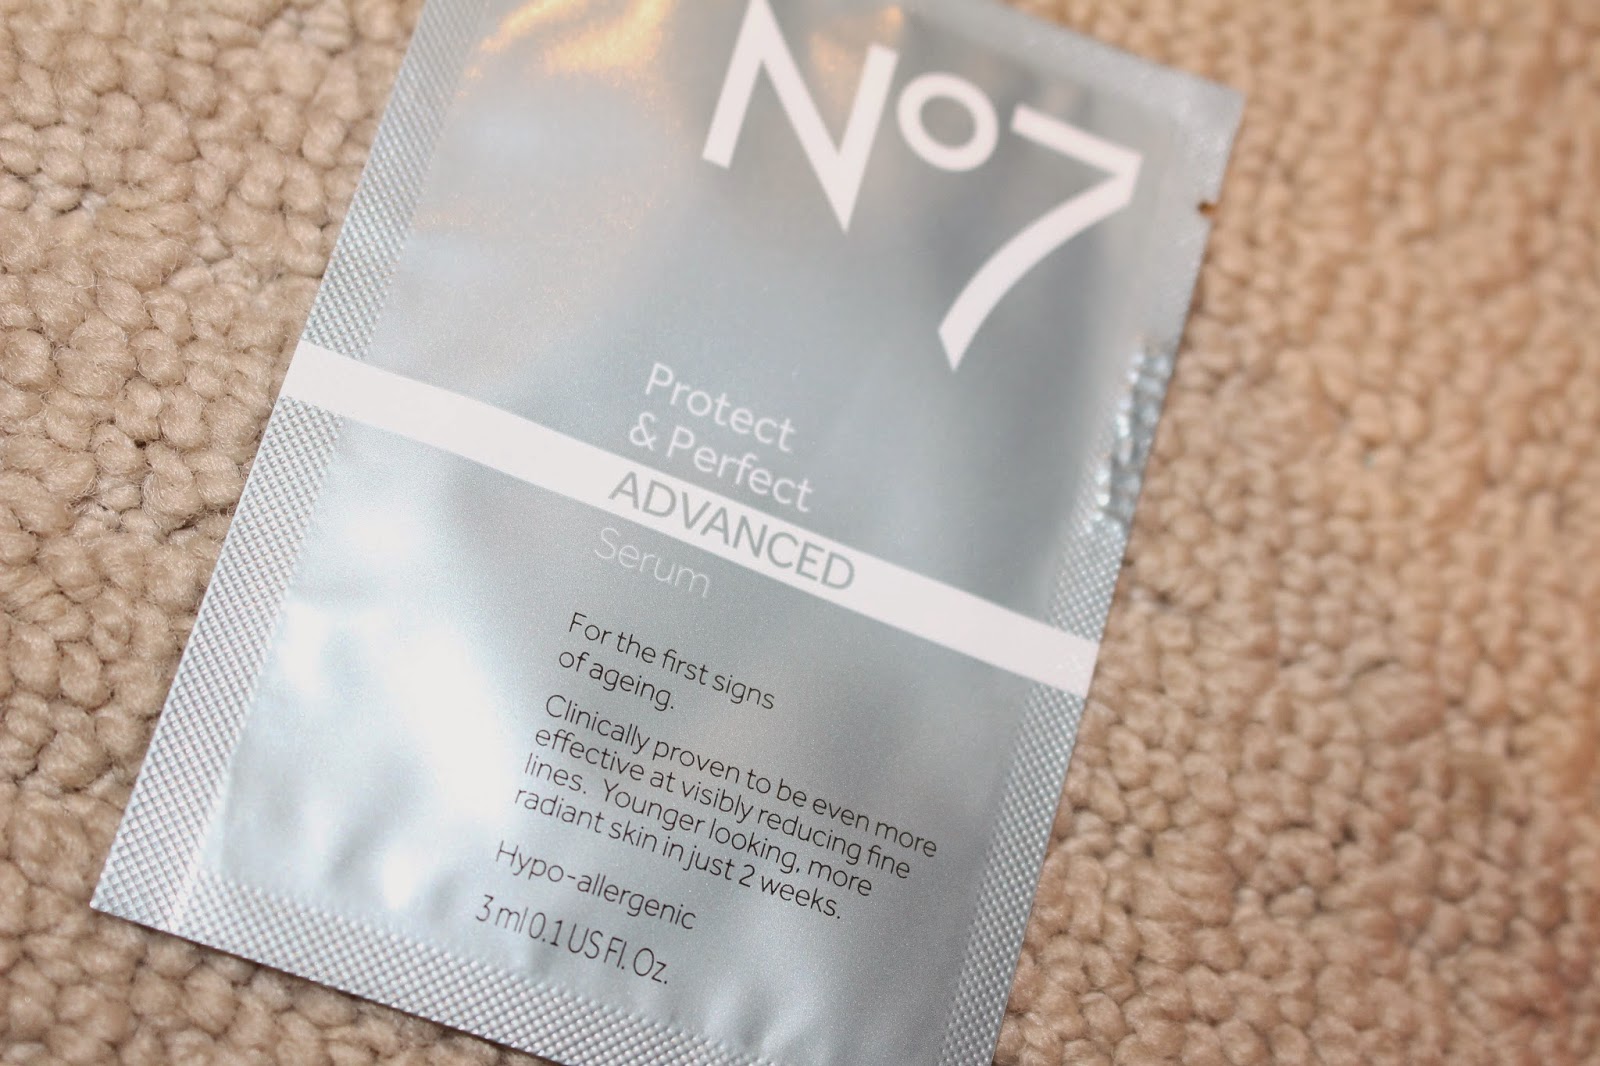 No7
Protect
& Perfect
ADVANCED
Serum
For the first signs
of ageing.
Clinically proven to be even more
effective at visibly reducing fine
lines. Younger looking, more
radiant skin in just 2 weeks.
Hypo-allergenic
3 ml 0.1 US Fl. Oz.